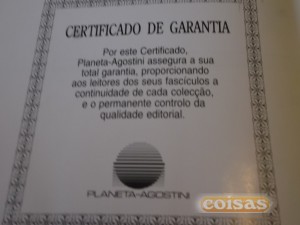 CERTIFICADO DE GARANTIA
Por este Certificado,
Planeta-Agostini assegura a sua
total garantia, proporcionando
aos leitores dos seus fascículos a
continuidade de cada colecção,
e o permanente controlo da
qualidade editorial.
PLANETA-AGOSTINI
coisas